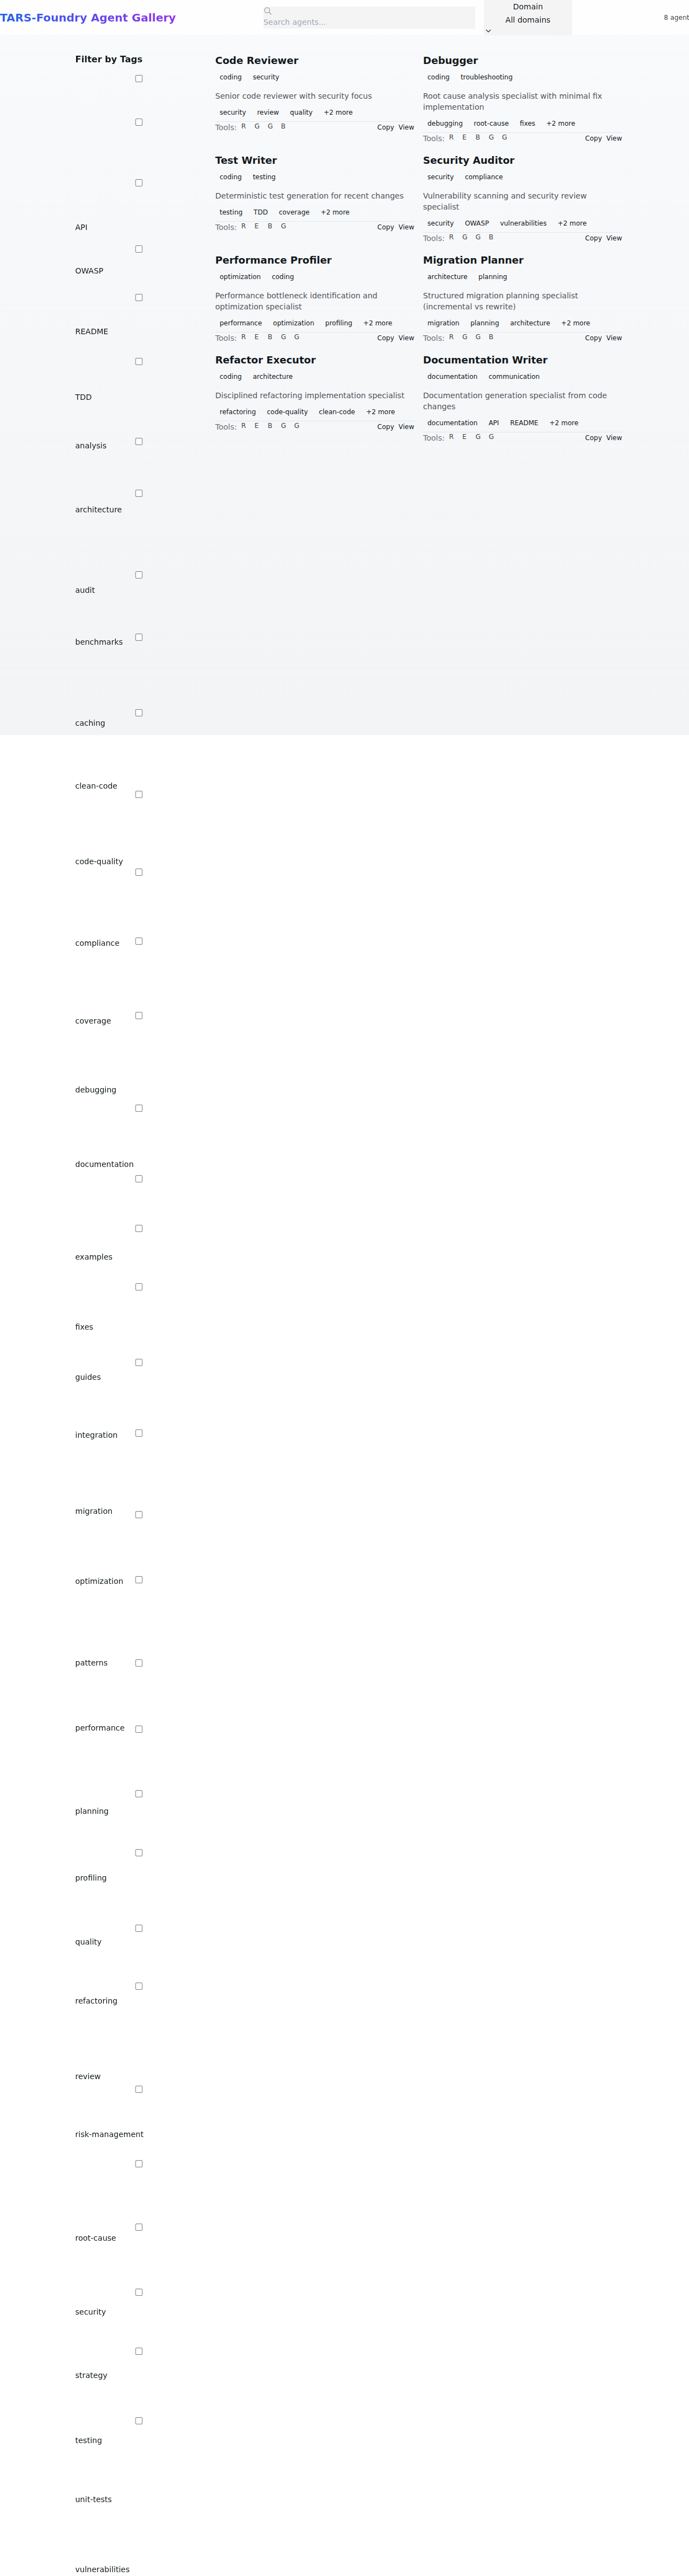 TARS-Foundry Agent Gallery
Search agents...
Domain
All domains
8 agent
Filter by Tags
API
OWASP
README
TDD
analysis
architecture
audit
benchmarks
caching
clean-code
code-quality
compliance
coverage
debugging
documentation
examples
fixes
guides
integration
migration
optimization
patterns
performance
planning
profiling
quality
refactoring
review
risk-management
root-cause
security
strategy
testing
unit-tests
vulnerabilities
Code Reviewer
coding security
Senior code reviewer with security focus
security review quality +2 more
Tools: R G G B Copy View
Debugger
coding troubleshooting
Root cause analysis specialist with minimal fix
implementation
debugging root-cause fixes +2 more
Tools: R E B G G Copy View
Test Writer
coding testing
Deterministic test generation for recent changes
testing TDD coverage +2 more
Tools: R E B G Copy View
Security Auditor
security compliance
Vulnerability scanning and security review
specialist
security OWASP vulnerabilities +2 more
Tools: R G G B Copy View
Performance Profiler
optimization coding
Performance bottleneck identification and
optimization specialist
performance optimization profiling +2 more
Tools: R E B G G Copy View
Migration Planner
architecture planning
Structured migration planning specialist
(incremental vs rewrite)
migration planning architecture +2 more
Tools: R G G B Copy View
Refactor Executor
coding architecture
Disciplined refactoring implementation specialist
refactoring code-quality clean-code +2 more
Tools: R E B G G Copy View
Documentation Writer
documentation communication
Documentation generation specialist from code
changes
documentation API README +2 more
Tools: R E G G Copy View